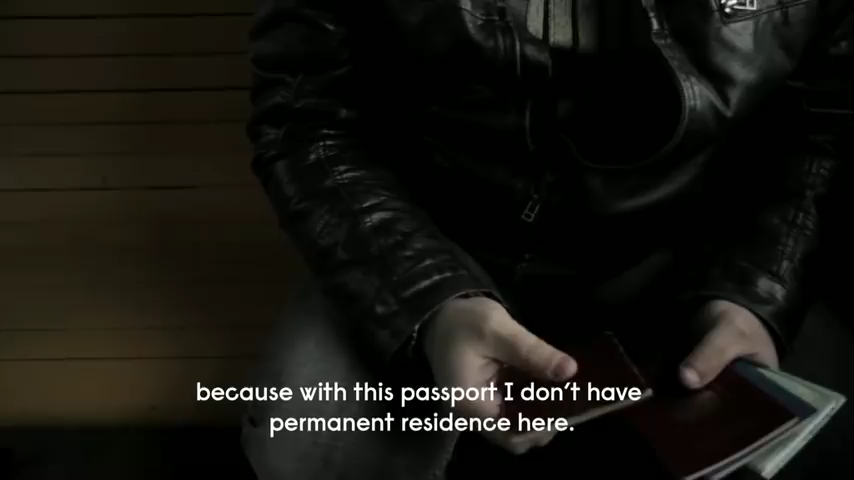 because with this passport I don't have
permanent residence here.